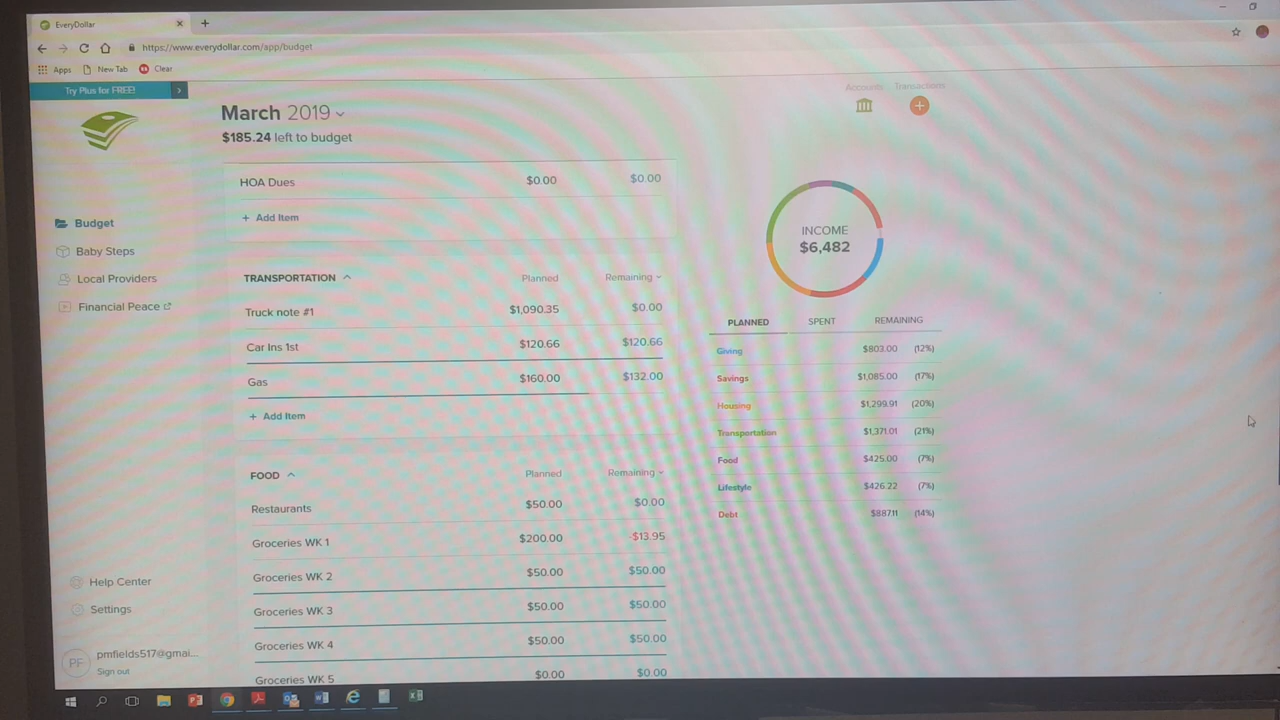 EveryDollar
https://www.everydollar.com/app/budget
Apps New Tab Clear
Try Plus for FREE!
March 2019
$185.24 left to budget
Accounts Transactions
Budget
Baby Steps
Local Providers
Financial Peace
Help Center
Settings
PF pmfields517@gmai...
Sign out
HOA Dues $0.00 $0.00
+ Add Item
TRANSPORTATION Planned Remaining
Truck note #1 $1,090.35 $0.00
Car Ins 1st $120.66 $120.66
Gas $160.00 $132.00
+ Add Item
FOOD Planned Remaining
Restaurants $50.00 $0.00
Groceries WK 1 $200.00 -$13.95
Groceries WK 2 $50.00 $50.00
Groceries WK 3 $50.00 $50.00
Groceries WK 4 $50.00 $50.00
Groceries WK 5 $0.00 $0.00
INCOME
$6,482
PLANNED SPENT REMAINING
Giving $803.00 (12%)
Savings $1,085.00 (17%)
Housing $1,299.91 (20%)
Transportation $1,371.01 (21%)
Food $425.00 (7%)
Lifestyle $426.22 (7%)
Debt $887.11 (14%)